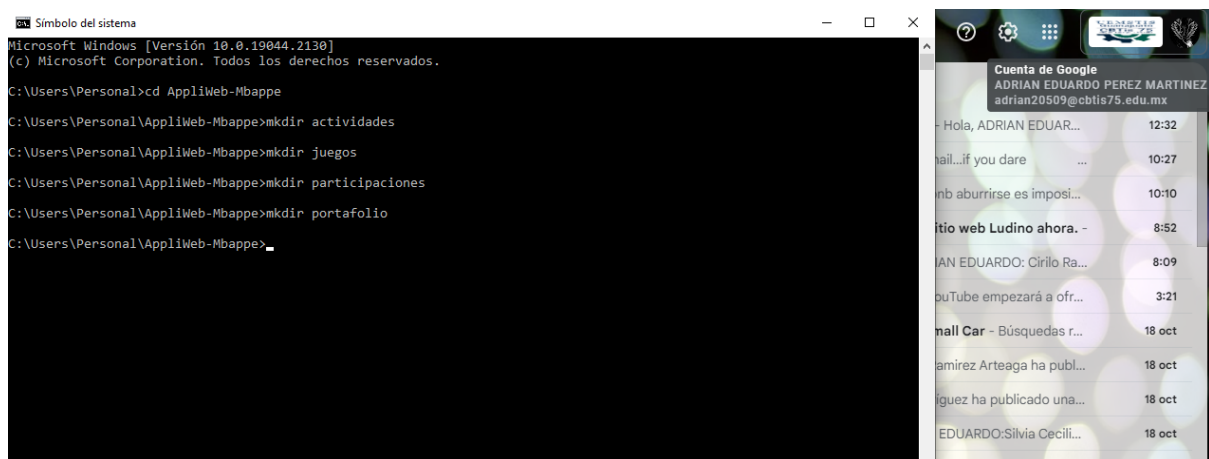 Símbolo del sistema
Microsoft Windows [Versión 10.0.19044.2130]
(c) Microsoft Corporation. Todos los derechos reservados.
C:\Users\Personal>cd AppliWeb-Mbappe
C:\Users\Personal\AppliWeb-Mbappe>mkdir actividades
C:\Users\Personal\AppliWeb-Mbappe>mkdir juegos
C:\Users\Personal\AppliWeb-Mbappe>mkdir participaciones
C:\Users\Personal\AppliWeb-Mbappe>mkdir portafolio
C:\Users\Personal\AppliWeb-Mbappe>
CBTis 75
Cuenta de Google
ADRIAN EDUARDO PEREZ MARTINEZ
adrian20509@cbtis75.edu.mx
- Hola, ADRIAN EDUAR... 12:32
ail...if you dare ... 10:27
nb aburrirse es imposi... 10:10
itio web Ludino ahora. - 8:52
IAN EDUARDO: Cirilo Ra... 8:09
ouTube empezará a ofr... 3:21
mall Car - Búsquedas r... 18 oct
amirez Arteaga ha publ... 18 oct
íguez ha publicado una... 18 oct
EDUARDO:Silvia Cecili... 18 oct